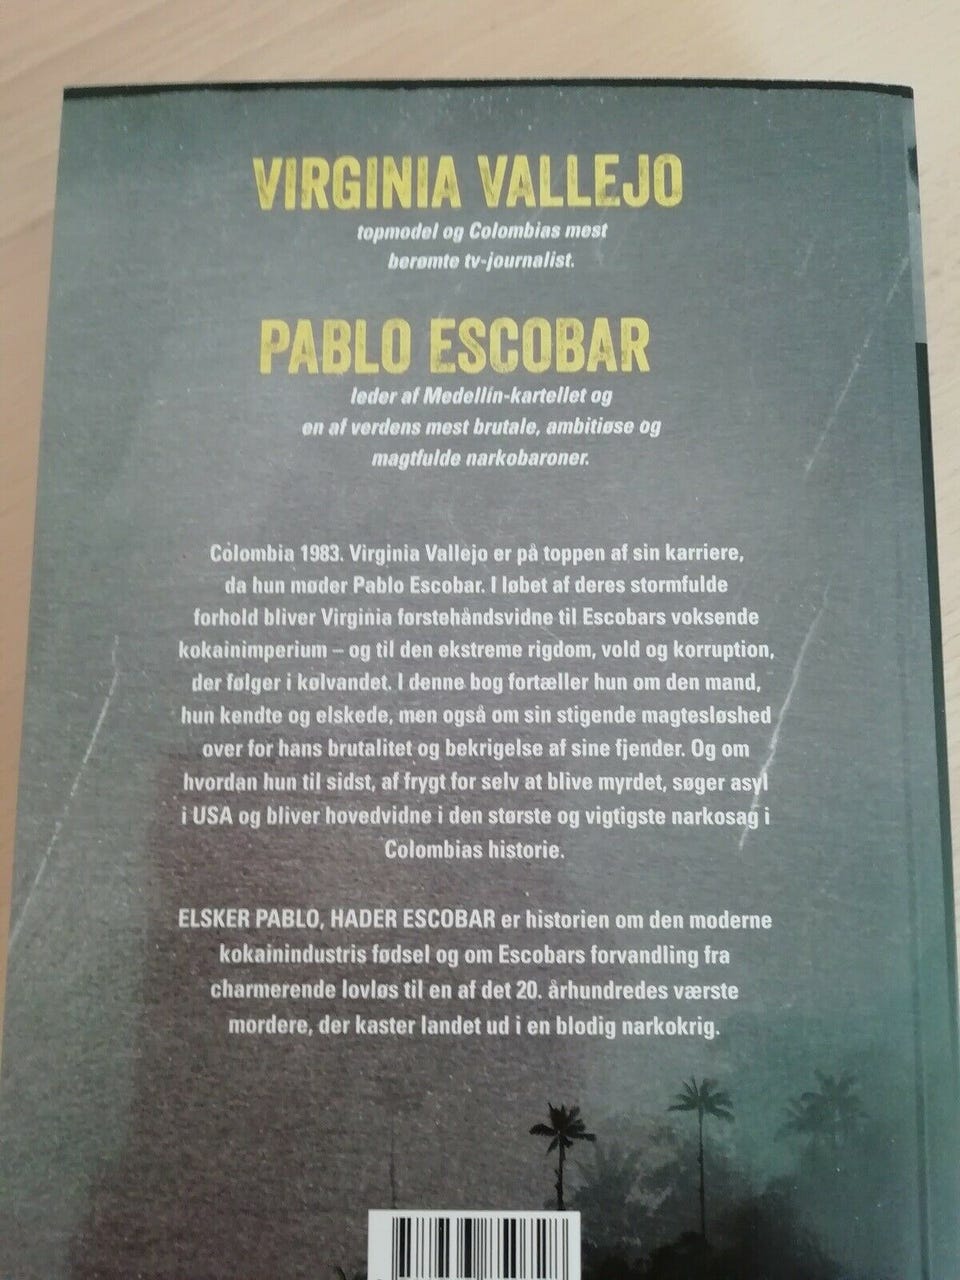 VIRGINIA VALLEJO
topmodel og Colombias mest
berømte tv-journalist.
PABLO ESCOBAR
leder af Medellín-kartellet og
en af verdens mest brutale, ambitiøse og
magtfulde narkobaroner.
Colombia 1983. Virginia Vallejo er på toppen af sin karriere,
da hun møder Pablo Escobar. I løbet af deres stormfulde
forhold bliver Virginia førstehåndsvidne til Escobars voksende
kokainimperium – og til den ekstreme rigdom, vold og korruption,
der følger i kølvandet. I denne bog fortæller hun om den mand,
hun kendte og elskede, men også om sin stigende magtesløshed
over for hans brutalitet og bekrigelse af sine fjender. Og om
hvordan hun til sidst, af frygt for selv at blive myrdet, søger asyl
i USA og bliver hovedvidne i den største og vigtigste narkosag i
Colombias historie.
ELSKER PABLO, HADER ESCOBAR er historien om den moderne
kokainindustris fødsel og om Escobars forvandling fra
charmerende lovløs til en af det 20. århundredes værste
mordere, der kaster landet ud i en blodig narkokrig.